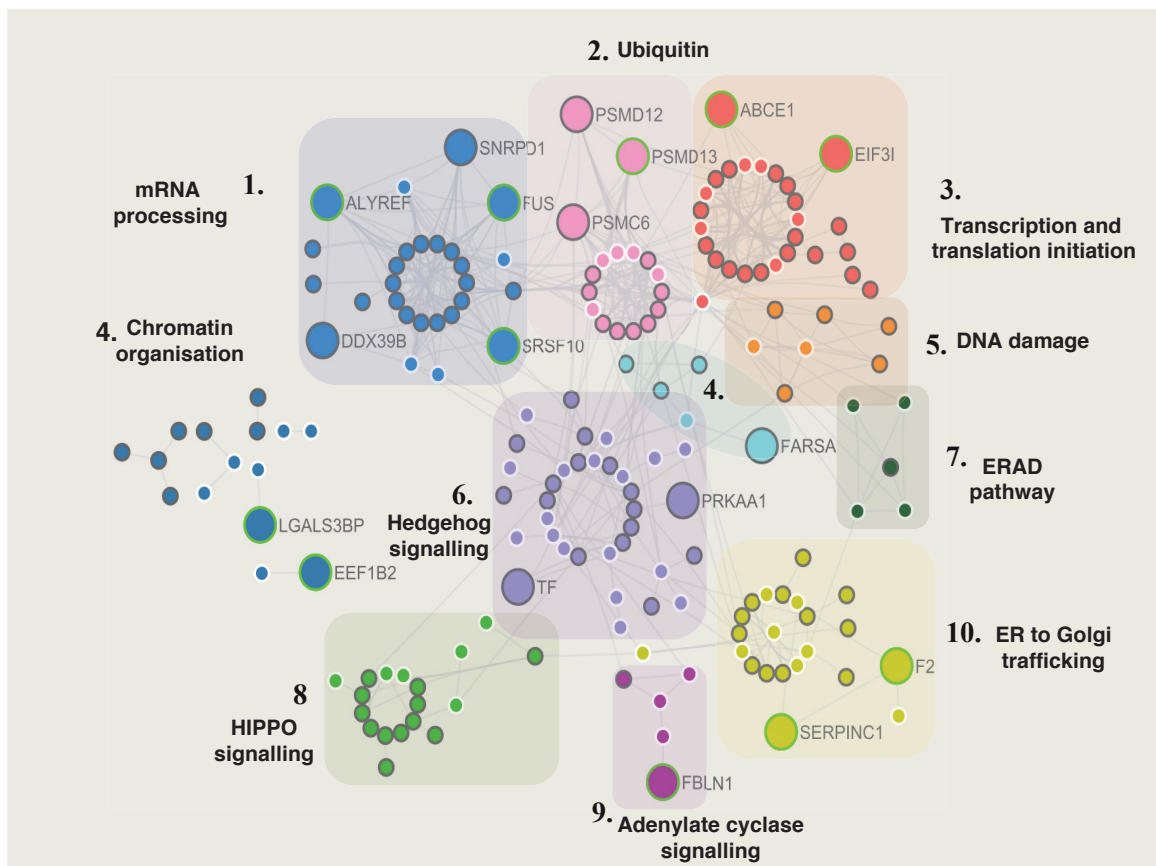 2. Ubiquitin
PSMD12
ABCE1
SNRPD1
PSMD13
EIF3I
mRNA
processing
1.
ALYREF
FUS
PSMC6
3.
Transcription and
translation initiation
4. Chromatin
organisation
DDX39B
SRSF10
5. DNA damage
4.
FARSA
7. ERAD
pathway
6.
Hedgehog
signalling
PRKAA1
LGALS3BP
EEF1B2
TF
10. ER to Golgi
trafficking
F2
8
HIPPO
signalling
SERPINC1
FBLN1
9. Adenylate cyclase
signalling